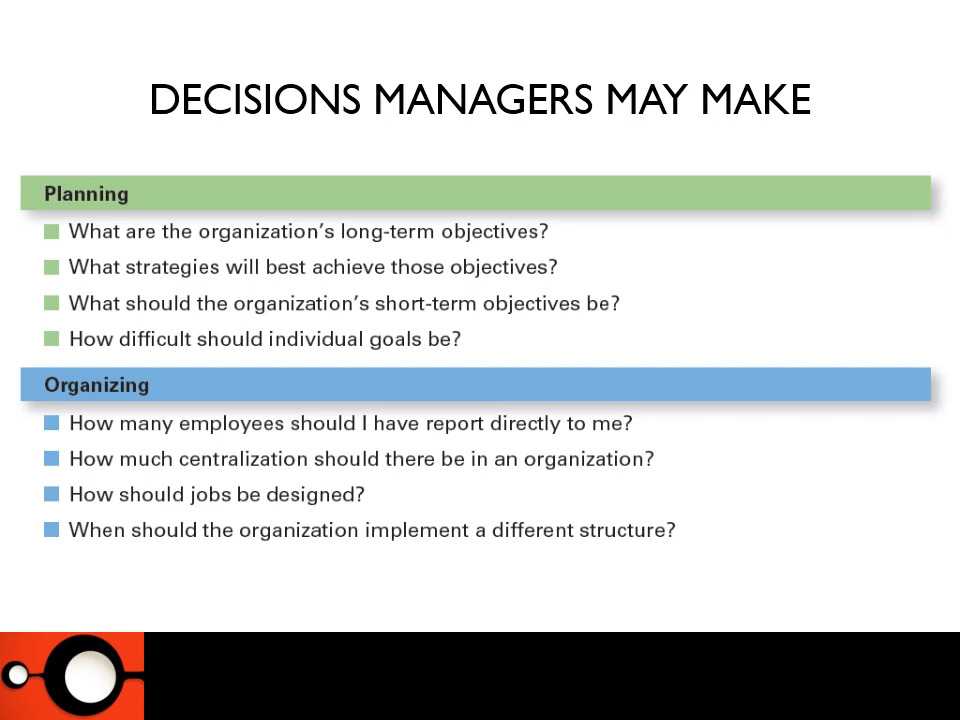 DECISIONS MANAGERS MAY MAKE
Planning
What are the organization’s long-term objectives?
What strategies will best achieve those objectives?
What should the organization’s short-term objectives be?
How difficult should individual goals be?
Organizing
How many employees should I have report directly to me?
How much centralization should there be in an organization?
How should jobs be designed?
When should the organization implement a different structure?